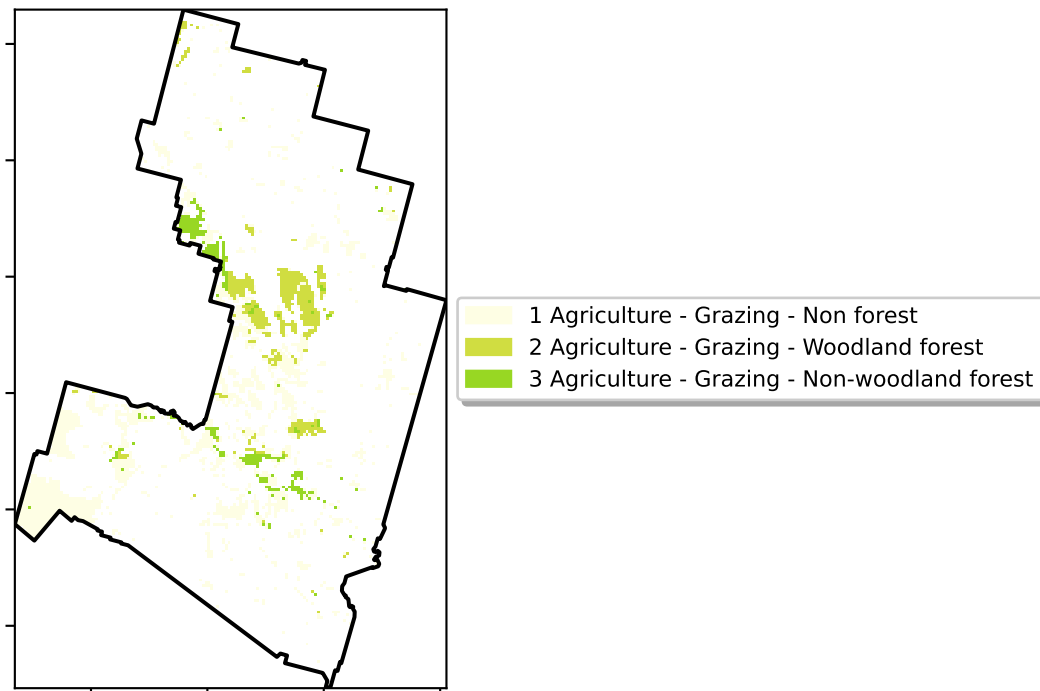 1 Agriculture - Grazing - Non forest
2 Agriculture - Grazing - Woodland forest
3 Agriculture - Grazing - Non-woodland forest